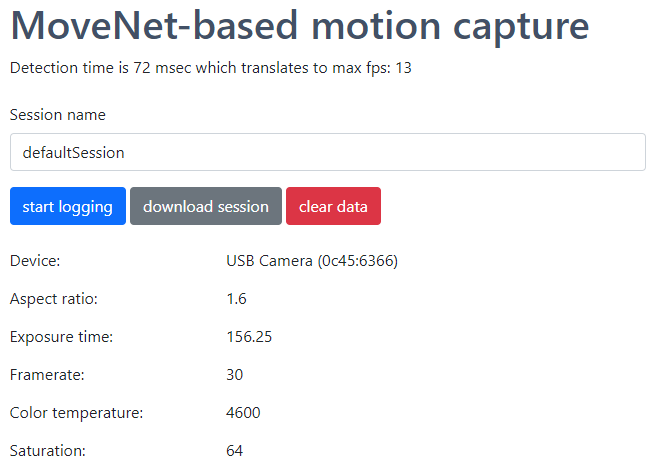 MoveNet-based motion capture
Detection time is 72 msec which translates to max fps: 13
Session name
defaultSession
start logging download session clear data
Device: USB Camera (0c45:6366)
Aspect ratio: 1.6
Exposure time: 156.25
Framerate: 30
Color temperature: 4600
Saturation: 64